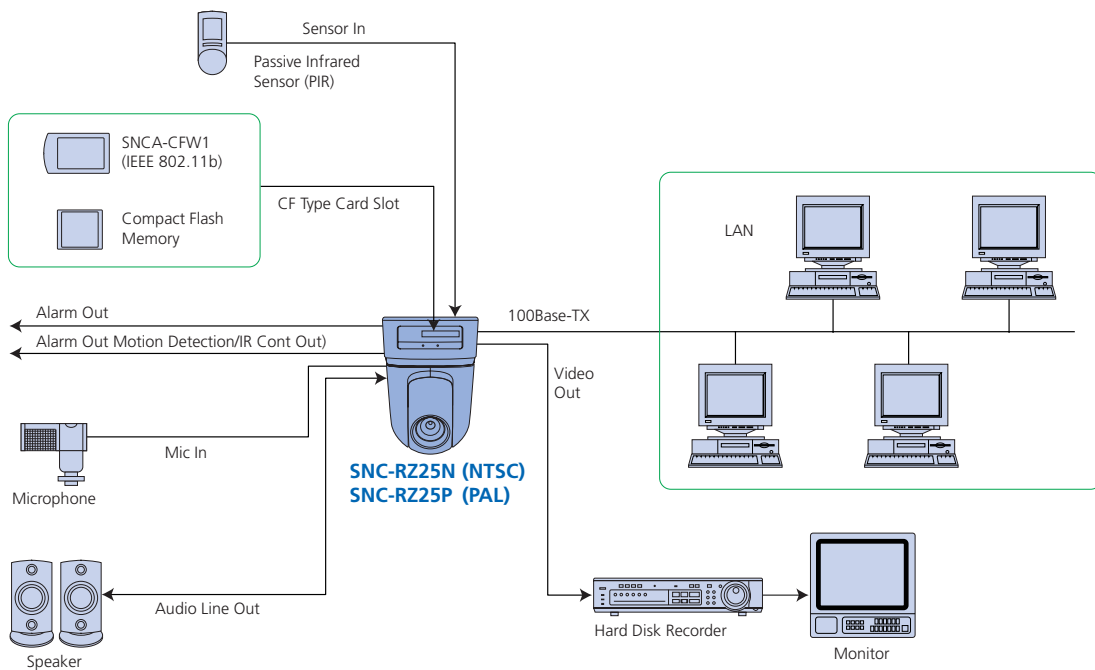 Sensor In
Passive Infrared
Sensor (PIR)
SNCA-CFW1
(IEEE 802.11b)
CF Type Card Slot
Compact Flash
Memory
LAN
Alarm Out
100Base-TX
Alarm Out Motion Detection/IR Cont Out)
Video
Out
Mic In
SNC-RZ25N (NTSC)
SNC-RZ25P (PAL)
Microphone
Audio Line Out
Hard Disk Recorder
Monitor
Speaker